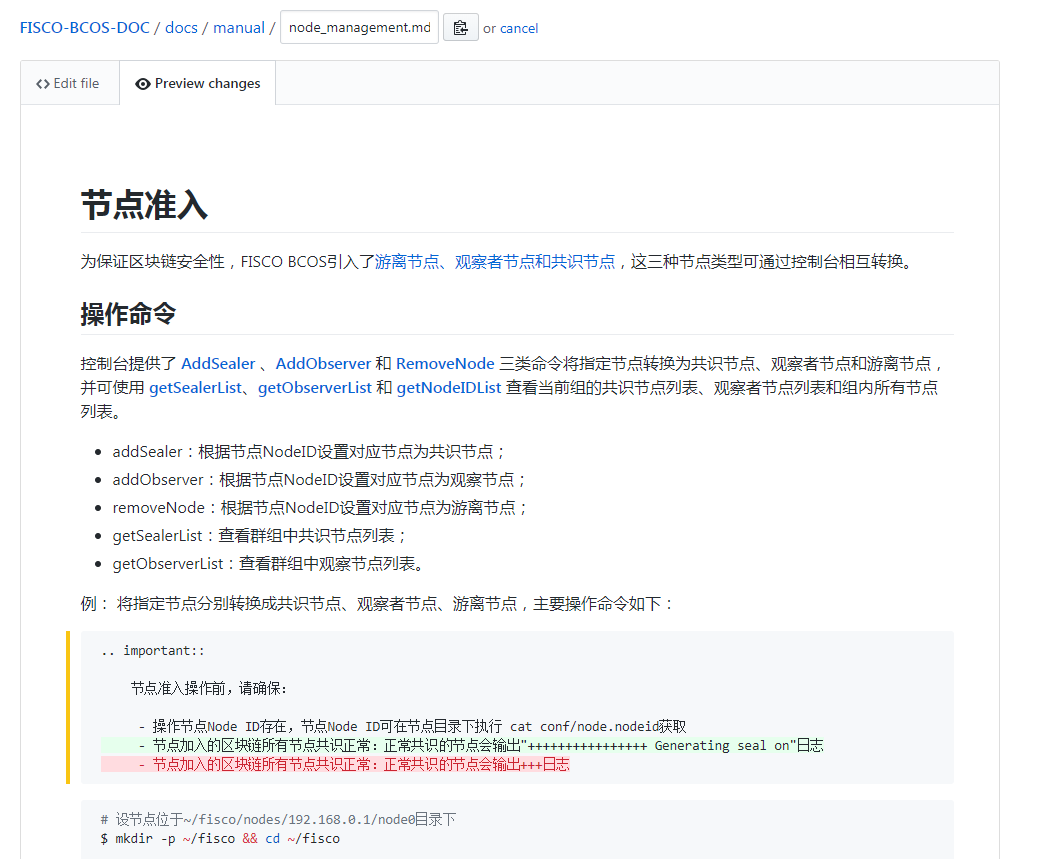 FISCO-BCOS-DOC / docs / manual / node_management.md or cancel
Edit file Preview changes
节点准入
为保证区块链安全性，FISCO BCOS引入了游离节点、观察者节点和共识节点，这三种节点类型可通过控制台相互转换。
操作命令
控制台提供了 AddSealer 、AddObserver 和 RemoveNode 三类命令将指定节点转换为共识节点、观察者节点和游离节点，
并可使用 getSealerList、getObserverList 和 getNodeIDList 查看当前组的共识节点列表、观察者节点列表和组内所有节点
列表。
• addSealer：根据节点NodeID设置对应节点为共识节点；
• addObserver：根据节点NodeID设置对应节点为观察节点；
• removeNode：根据节点NodeID设置对应节点为游离节点；
• getSealerList：查看群组中共识节点列表；
• getObserverList：查看群组中观察节点列表。
例： 将指定节点分别转换成共识节点、观察者节点、游离节点，主要操作命令如下：
.. important::
节点准入操作前，请确保：
- 操作节点Node ID存在，节点Node ID可在节点目录下执行 cat conf/node.nodeid获取
- 节点加入的区块链所有节点共识正常：正常共识的节点会输出"++++++++++++++++ Generating seal on"日志
- 节点加入的区块链所有节点共识正常：正常共识的节点会输出+++日志
# 设节点位于~/fisco/nodes/192.168.0.1/node0目录下
$ mkdir -p ~/fisco && cd ~/fisco